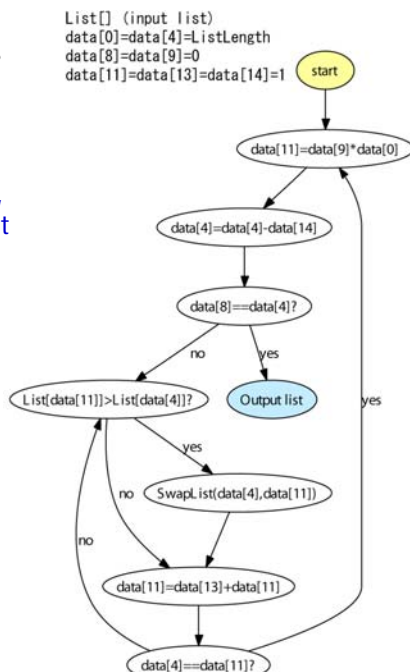 List[] (input list)
data[0]=data[4]=ListLength
data[8]=data[9]=0
data[11]=data[13]=data[14]=1
start
data[11]=data[9]*data[0]
data[4]=data[4]-data[14]
data[8]==data[4]?
no
yes
List[data[11]]>List[data[4]]?
Output list
yes
yes
SwapList(data[4],data[11])
no
no
data[11]=data[13]+data[11]
data[4]==data[11]?